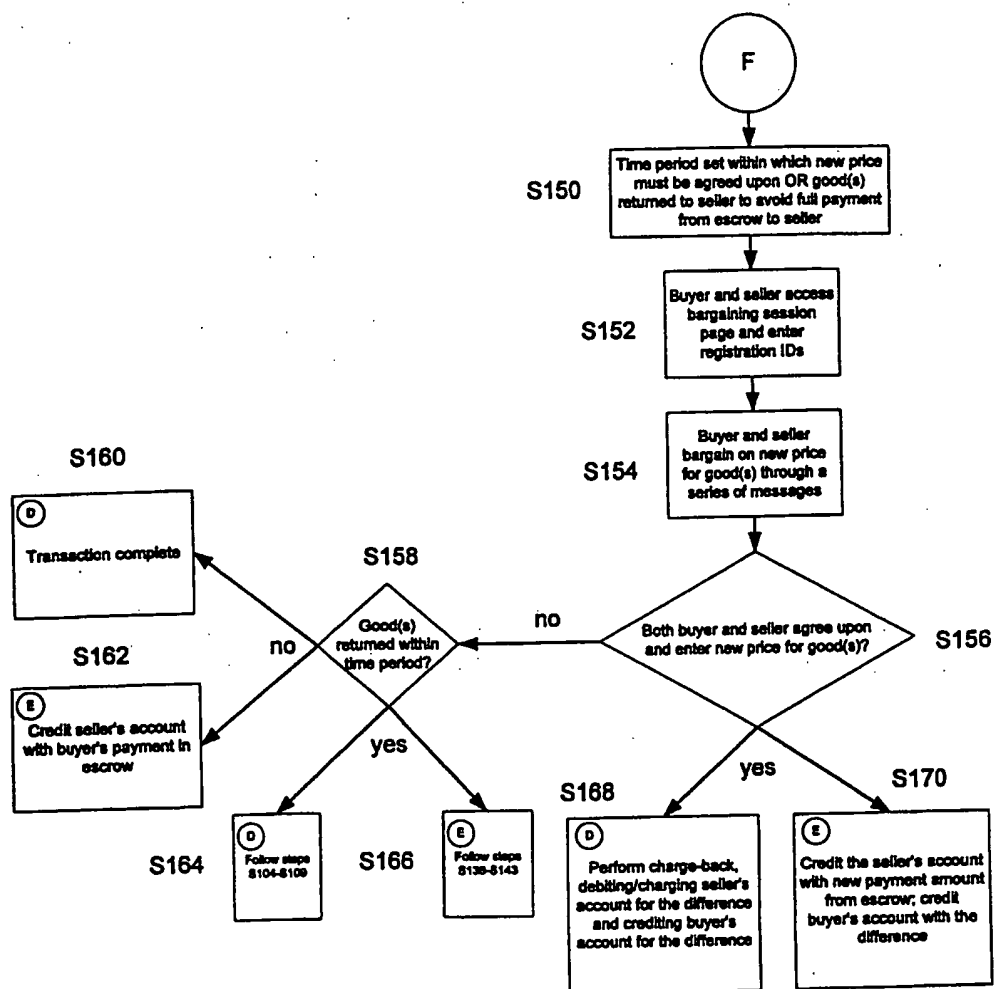 F
S150
Time period set within which new price
must be agreed upon OR good(s)
returned to seller to avoid full payment
from escrow to seller
S152
Buyer and seller access
bargaining session
page and enter
registration IDs
S154
Buyer and seller
bargain on new price
for good(s) through a
series of messages
S156
Both buyer and seller agree upon
and enter new price for good(s)?
no
yes
S158
Good(s)
returned within
time period?
no
yes
S160
D
Transaction complete
S162
E
Credit seller's account
with buyer's payment in
escrow
S164
D
Follow steps
S104-S109
S166
E
Follow steps
S138-S143
S168
D
Perform charge-back,
debiting/charging seller's
account for the difference
and crediting buyer's
account for the difference
S170
E
Credit the seller's account
with new payment amount
from escrow; credit
buyer's account with the
difference